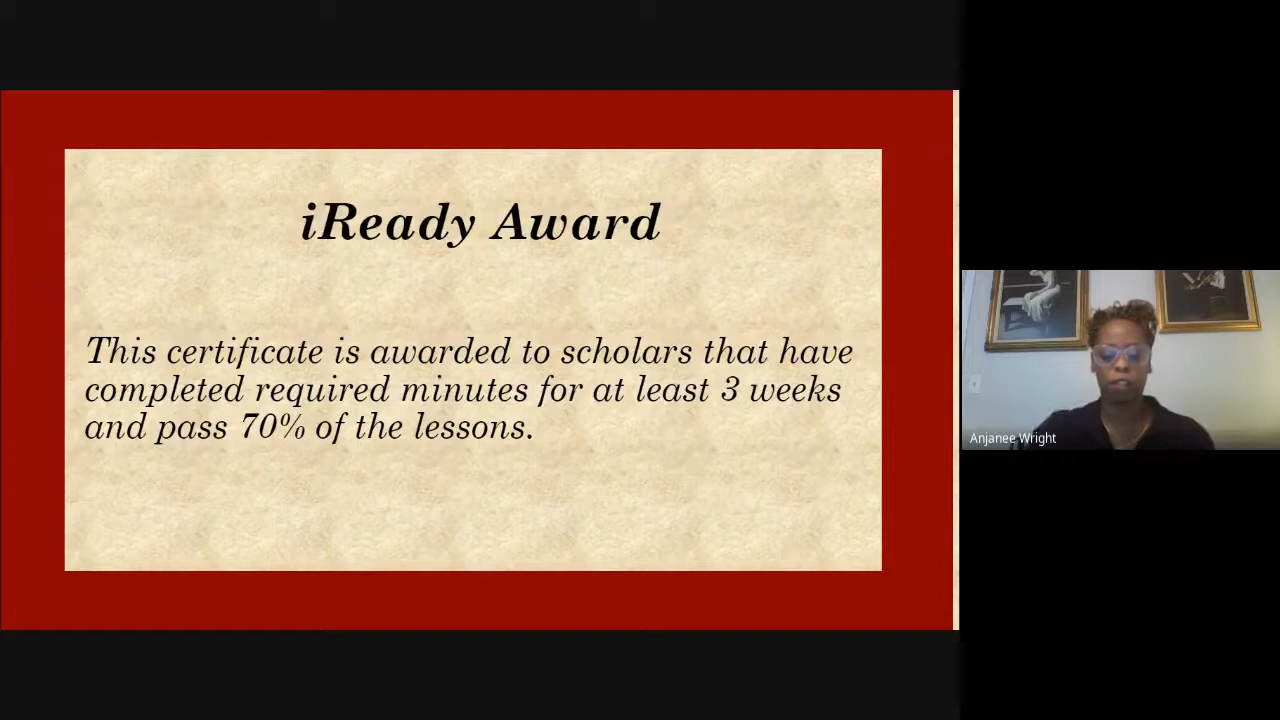 iReady Award
This certificate is awarded to scholars that have
completed required minutes for at least 3 weeks
and pass 70% of the lessons.
Anjanee Wright